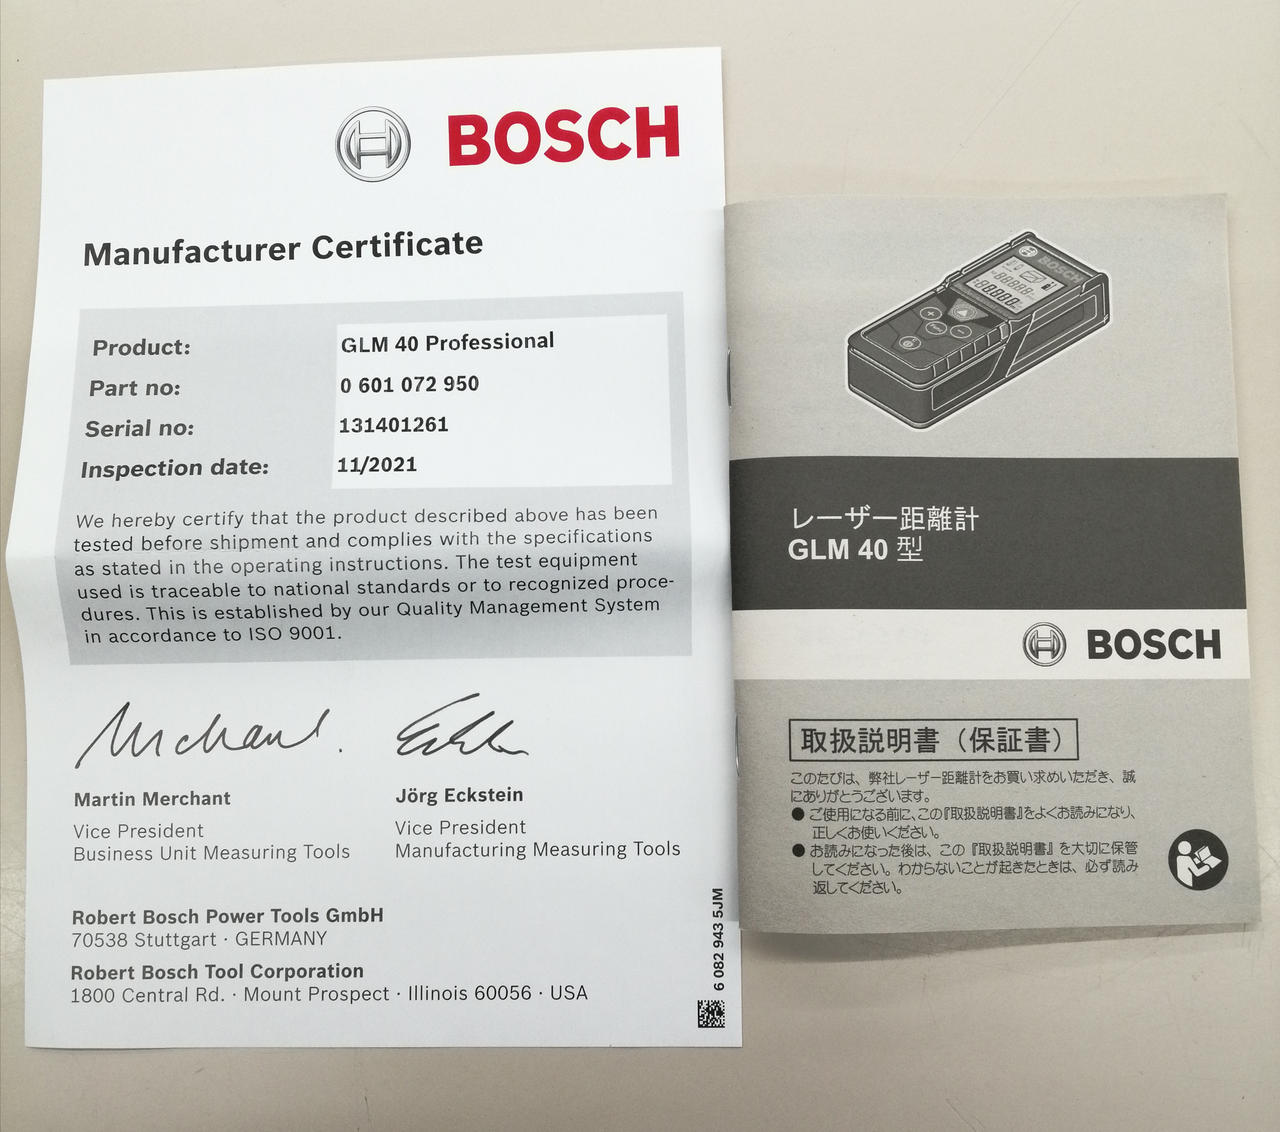 BOSCH
Manufacturer Certificate
Product: GLM 40 Professional
Part no: 0 601 072 950
Serial no: 131401261
Inspection date: 11/2021
We hereby certify that the product described above has been
tested before shipment and complies with the specifications
as stated in the operating instructions. The test equipment
used is traceable to national standards or to recognized proce-
dures. This is established by our Quality Management System
in accordance to ISO 9001.
Merchant.
Martin Merchant
Vice President
Business Unit Measuring Tools
Jörg Eckstein
Vice President
Manufacturing Measuring Tools
Robert Bosch Power Tools GmbH
70538 Stuttgart · GERMANY
Robert Bosch Tool Corporation
1800 Central Rd. · Mount Prospect · Illinois 60056 · USA
6 082 943 5JM
BOSCH
レーザー距離計
GLM 40 型
BOSCH
取扱説明書（保証書）
このたびは、弊社レーザー距離計をお買い求めいただき、誠
にありがとうございます。
● ご使用になる前に、この『取扱説明書』をよくお読みになり、
正しくお使いください。
● お読みになった後は、この『取扱説明書』を大切に保管
してください。わからないことが起きたときは、必ず読み
返してください。